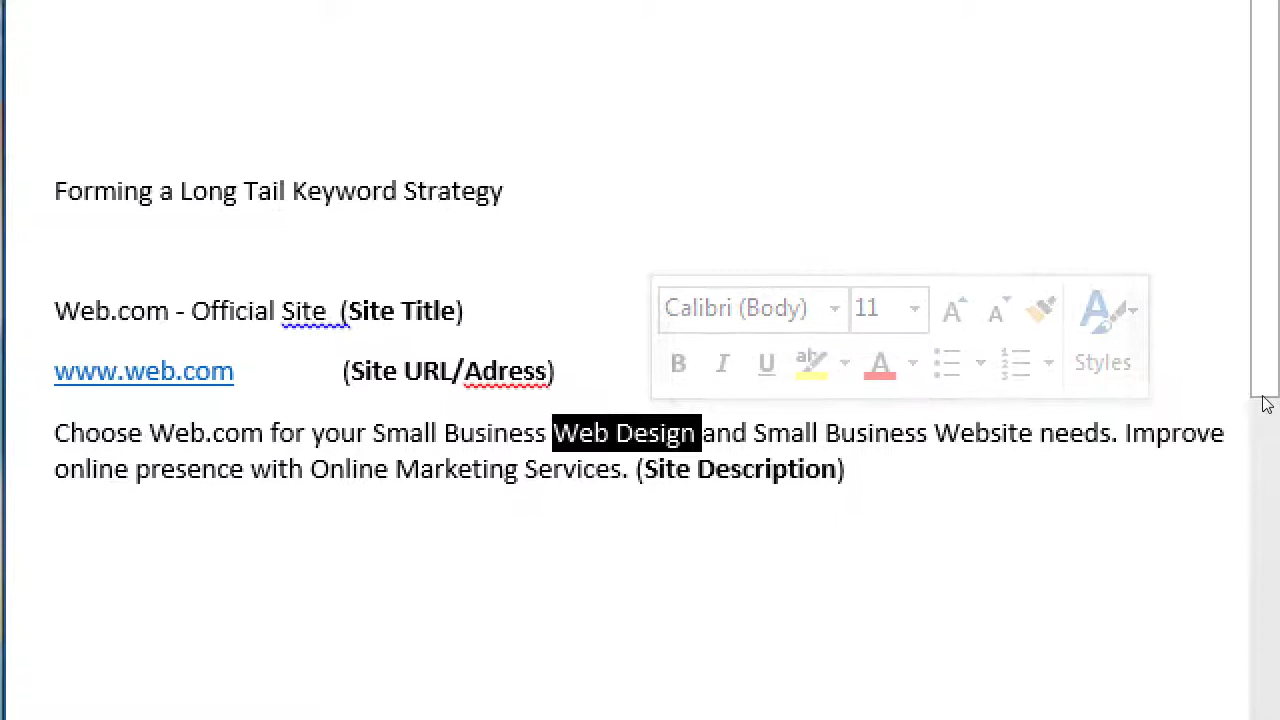 Forming a Long Tail Keyword Strategy
Web.com - Official Site  (Site Title)
Calibri (Body) 11
B I U ab A Styles
www.web.com (Site URL/Adress)
Choose Web.com for your Small Business Web Design and Small Business Website needs. Improve
online presence with Online Marketing Services. (Site Description)